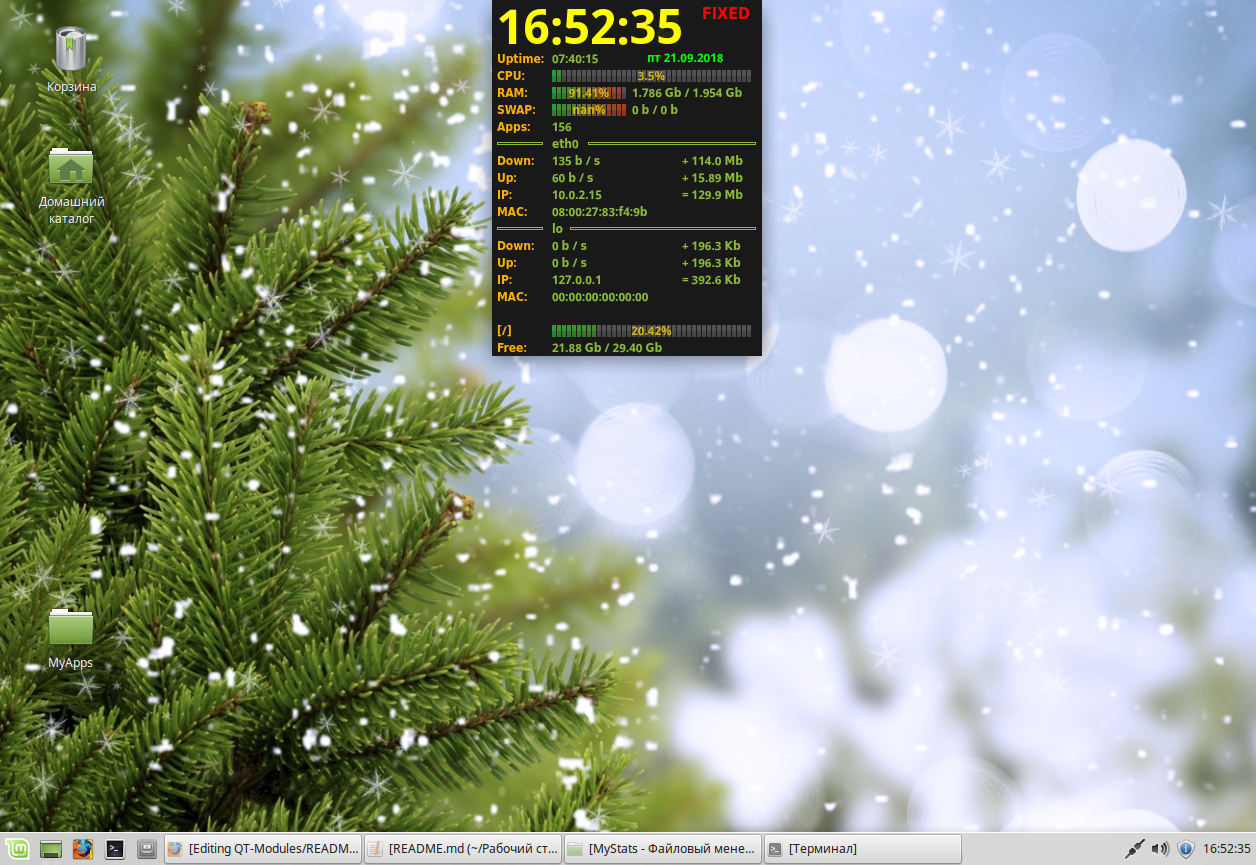 16:52:35 FIXED
Uptime: 07:40:15 пт 21.09.2018
CPU: 3.5%
RAM: 91.41% 1.786 Gb / 1.954 Gb
SWAP: nan% 0 b / 0 b
Apps: 156
eth0
Down: 135 b / s + 114.0 Mb
Up: 60 b / s + 15.89 Mb
IP: 10.0.2.15 = 129.9 Mb
MAC: 08:00:27:83:f4:9b
lo
Down: 0 b / s + 196.3 Kb
Up: 0 b / s + 196.3 Kb
IP: 127.0.0.1 = 392.6 Kb
MAC: 00:00:00:00:00:00
[/] 20.42%
Free: 21.88 Gb / 29.40 Gb
Корзина
Домашний
каталог
MyApps
[Editing QT-Modules/READM... [README.md (~/Рабочий ст... [MyStats - Файловый мене... [Терминал] 16:52:35